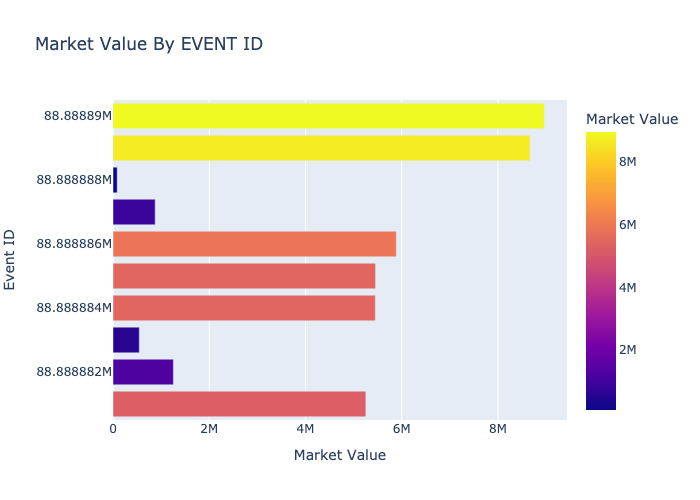 Market Value By EVENT ID
Market Value
88.88889M
88.888888M
88.888886M
88.888884M
88.888882M
Event ID
0
2M
4M
6M
8M
Market Value
8M
6M
4M
2M